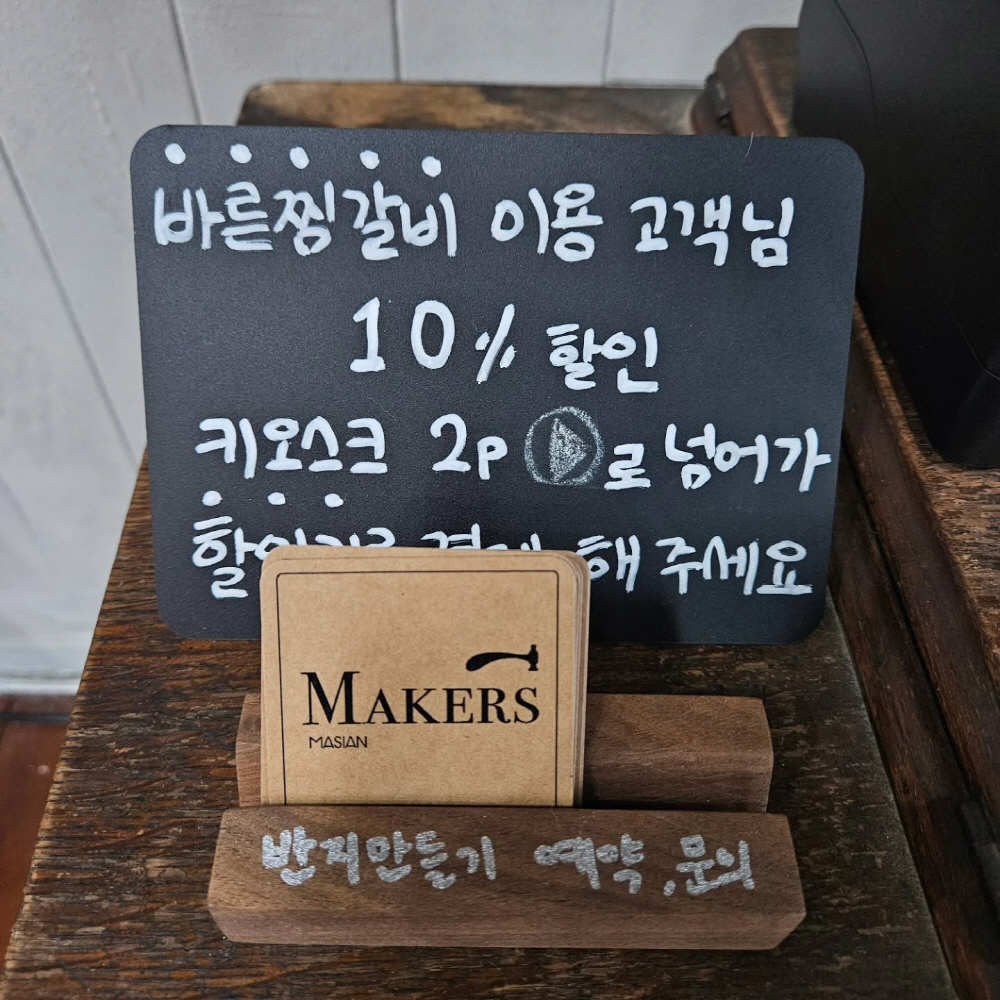 바른찜갈비 이용 고객님
10% 할인
키오스크 2p 로 넘어가
해 주세요
MAKERS
MASIAN
반지만들기 예약, 문의